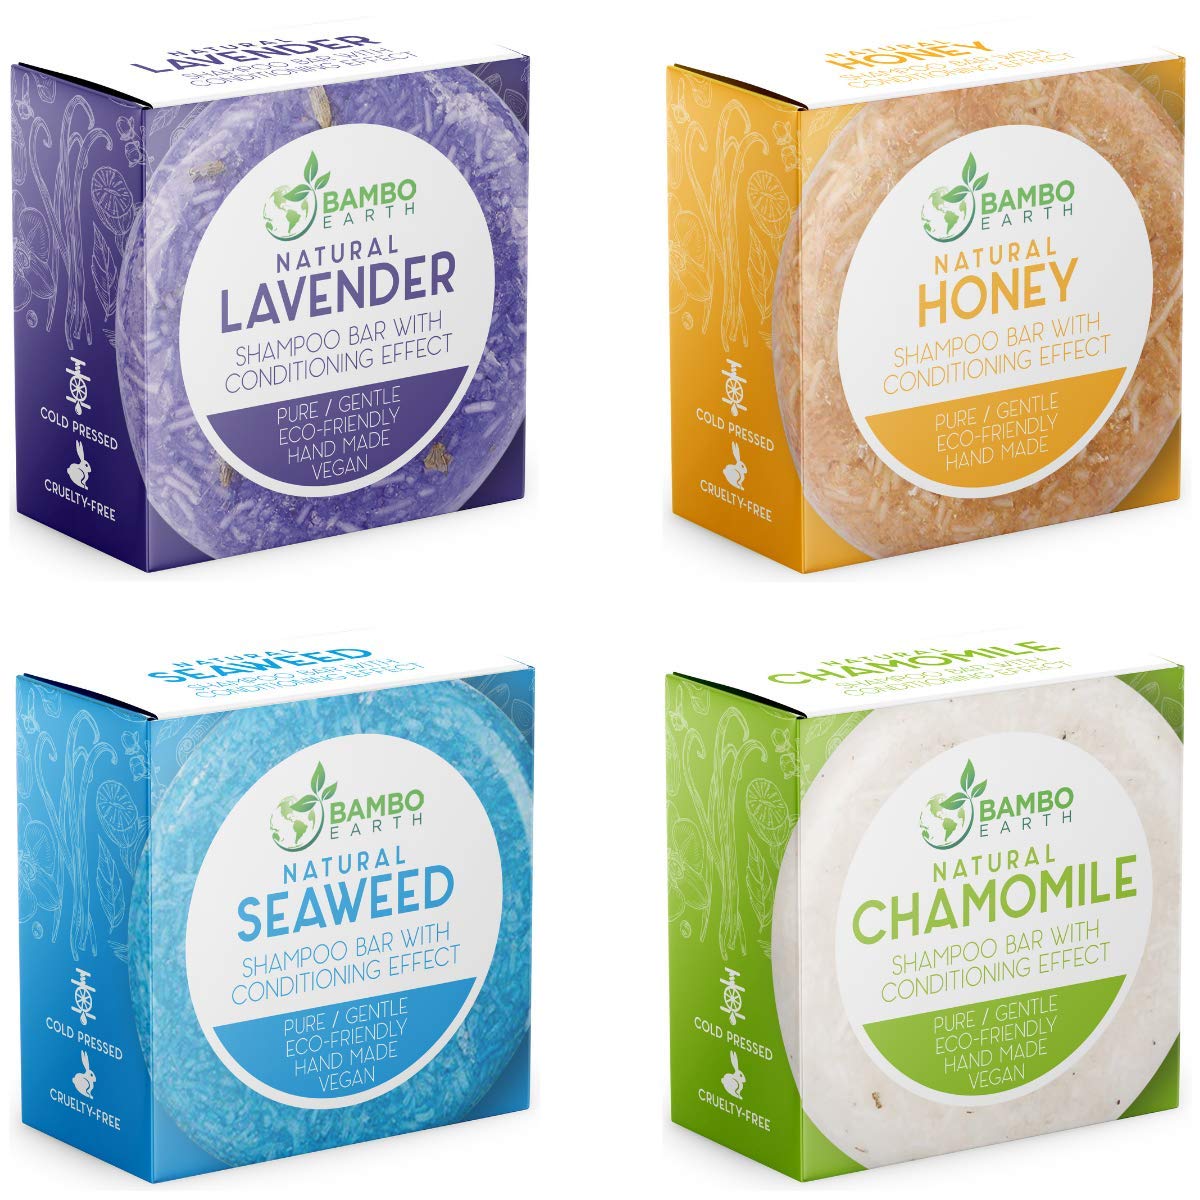 NATURAL
LAVENDER
SHAMPOO BAR WITH
CONDITIONING EFFECT
BAMBO
EARTH
NATURAL
LAVENDER
SHAMPOO BAR WITH
CONDITIONING EFFECT
PURE / GENTLE
ECO-FRIENDLY
HAND MADE
VEGAN
COLD PRESSED
CRUELTY-FREE
NATURAL
HONEY
SHAMPOO BAR WITH
CONDITIONING EFFECT
BAMBO
EARTH
NATURAL
HONEY
SHAMPOO BAR WITH
CONDITIONING EFFECT
PURE / GENTLE
ECO-FRIENDLY
HAND MADE
COLD PRESSED
CRUELTY-FREE
NATURAL
SEAWEED
SHAMPOO BAR WITH
CONDITIONING EFFECT
BAMBO
EARTH
NATURAL
SEAWEED
SHAMPOO BAR WITH
CONDITIONING EFFECT
PURE / GENTLE
ECO-FRIENDLY
HAND MADE
VEGAN
COLD PRESSED
CRUELTY-FREE
NATURAL
CHAMOMILE
SHAMPOO BAR WITH
CONDITIONING EFFECT
BAMBO
EARTH
NATURAL
CHAMOMILE
SHAMPOO BAR WITH
CONDITIONING EFFECT
PURE / GENTLE
ECO-FRIENDLY
HAND MADE
VEGAN
COLD PRESSED
CRUELTY-FREE